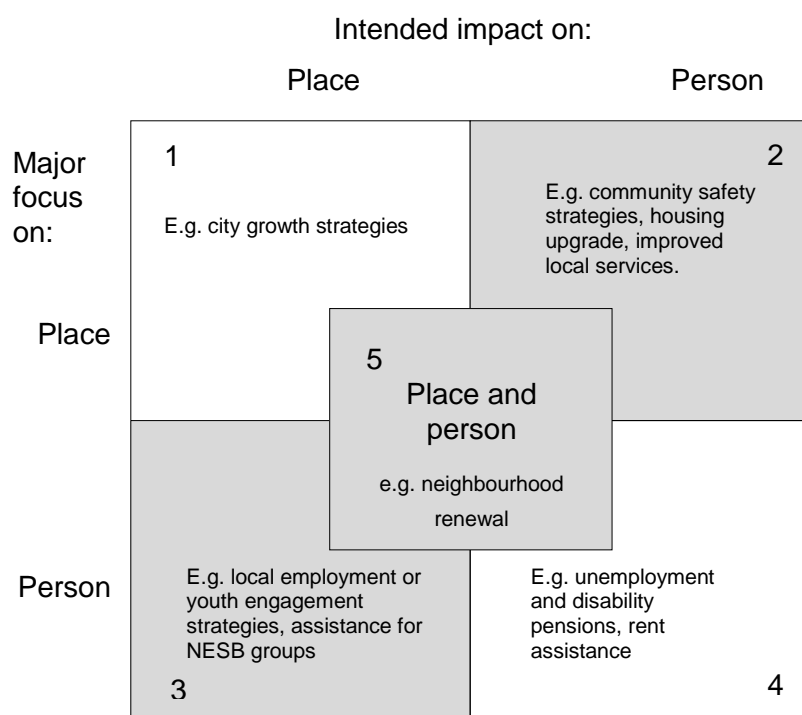 Intended impact on:
Place
Person
Major
focus
on:
Place
1
E.g. city growth strategies
2
E.g. community safety
strategies, housing
upgrade, improved
local services.
5
Place and
person
e.g. neighbourhood
renewal
Person
E.g. local employment or
youth engagement
strategies, assistance for
NESB groups
3
E.g. unemployment
and disability
pensions, rent
assistance
4